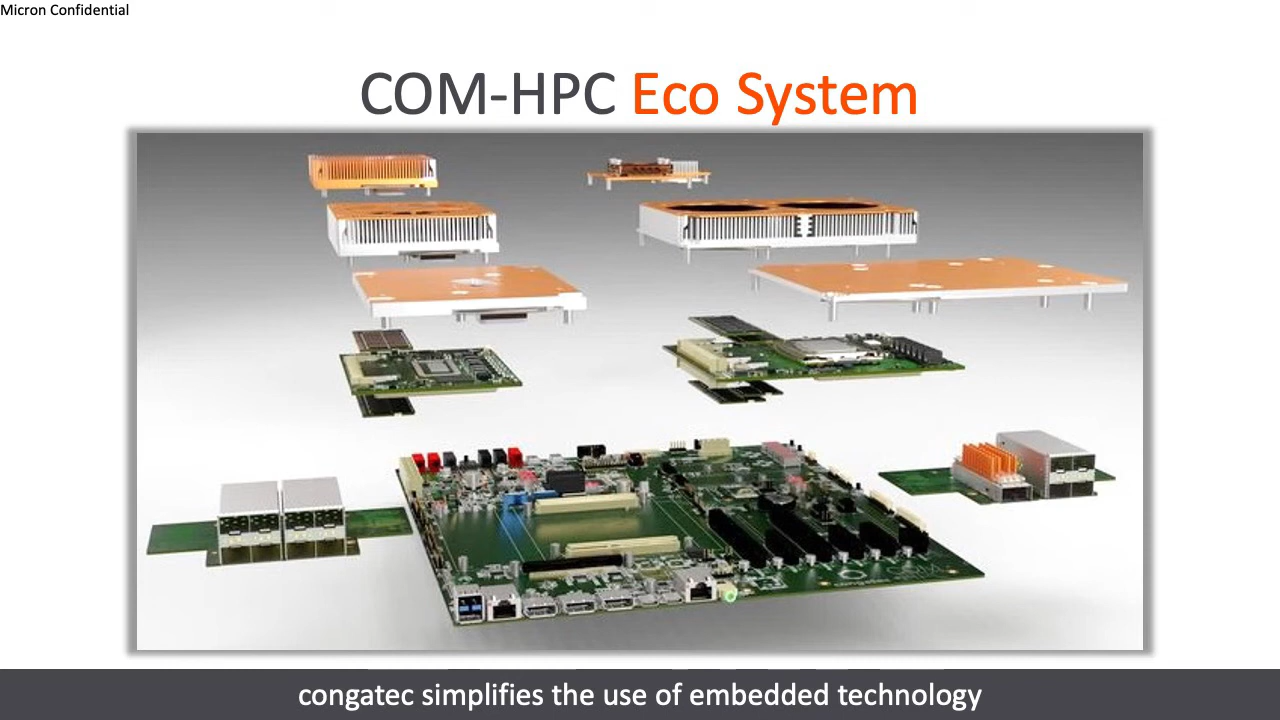 Micron Confidential
COM-HPC Eco System
congatec simplifies the use of embedded technology